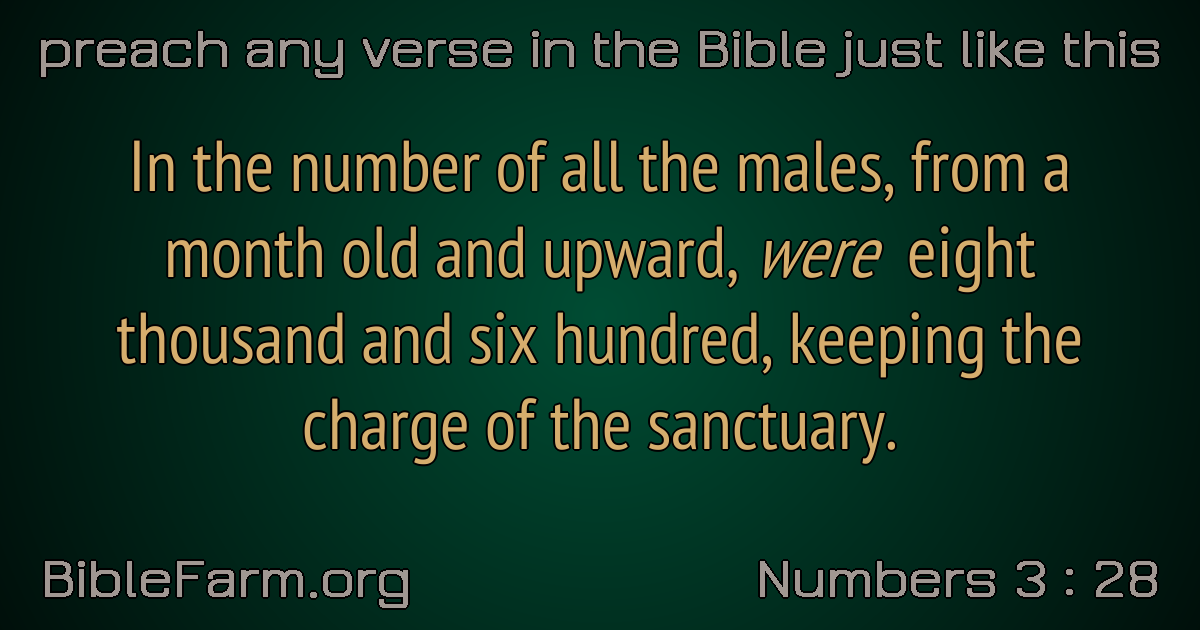 preach any verse in the Bible just like this
In the number of all the males, from a
month old and upward, were eight
thousand and six hundred, keeping the
charge of the sanctuary.
BibleFarm.org
Numbers 3 : 28